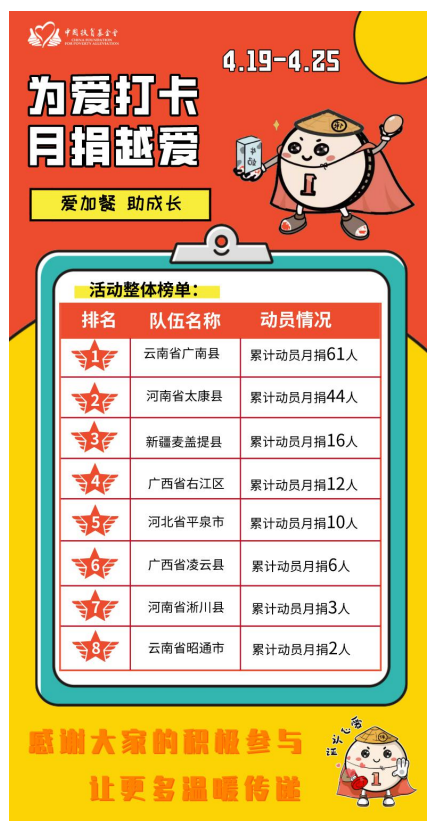 中国扶贫基金会
CHINA FOUNDATION
FOR POVERTY ALLEVIATION
4.19-4.25
为爱打卡
月捐越爱
爱加餐 助成长
1
活动整体榜单：
排名 队伍名称 动员情况
1 云南省广南县 累计动员月捐61人
2 河南省太康县 累计动员月捐44人
3 新疆麦盖提县 累计动员月捐16人
4 广西省右江区 累计动员月捐12人
5 河北省平泉市 累计动员月捐10人
6 广西省凌云县 累计动员月捐6人
7 河南省淅川县 累计动员月捐3人
8 云南省昭通市 累计动员月捐2人
感谢大家的积极参与
让更多温暖传递
1